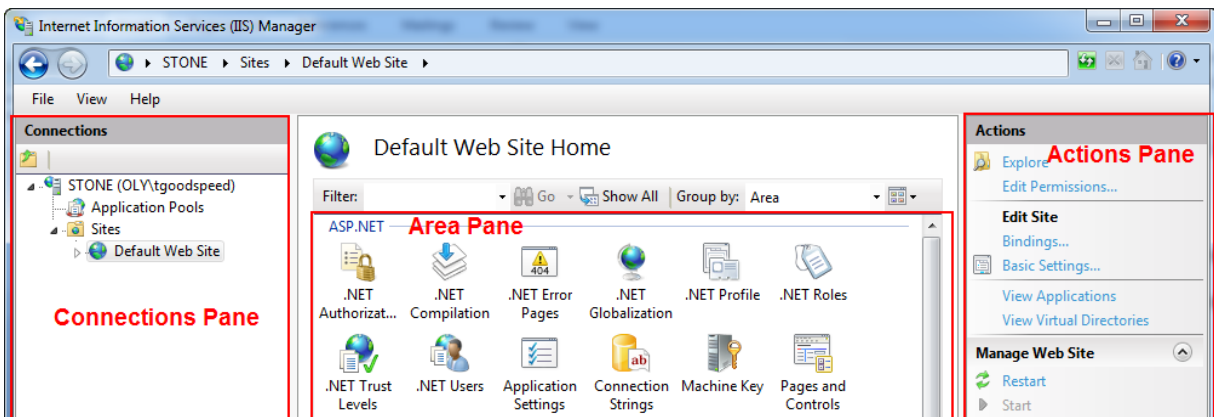 Internet Information Services (IIS) Manager
STONE Sites Default Web Site
File View Help
Connections
STONE (OLY\tgoodspeed)
Application Pools
Sites
Default Web Site
Connections Pane
Default Web Site Home
Filter: Go Show All Group by: Area
ASP.NET
Area Pane
.NET Authorizat...
.NET Compilation
404
.NET Error Pages
.NET Globalization
.NET Profile
.NET Roles
.NET Trust Levels
.NET Users
Application Settings
ab
Connection Strings
Machine Key
Pages and Controls
Actions
Actions Pane
Explore
Edit Permissions...
Edit Site
Bindings...
Basic Settings...
View Applications
View Virtual Directories
Manage Web Site
Restart
Start